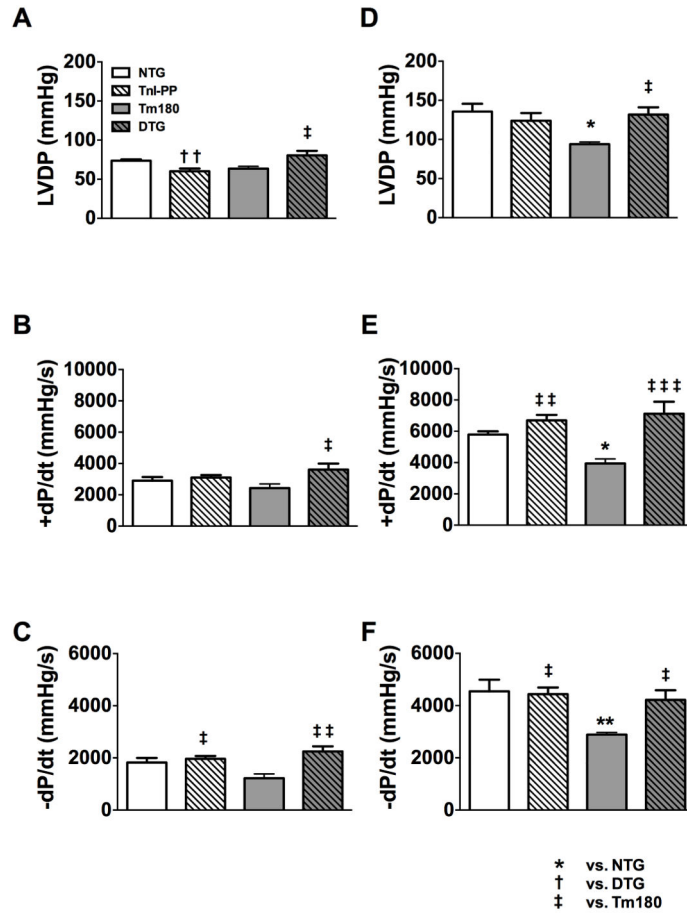 A
LVDP (mmHg)
200
150
100
50
0
NTG
TnI-PP
Tm180
DTG
††
‡
D
LVDP (mmHg)
200
150
100
50
0
*
‡
B
+dP/dt (mmHg/s)
10000
8000
6000
4000
2000
0
‡
E
+dP/dt (mmHg/s)
10000
8000
6000
4000
2000
0
‡‡
*
‡‡‡
C
-dP/dt (mmHg/s)
6000
4000
2000
0
‡
‡‡
F
-dP/dt (mmHg/s)
6000
4000
2000
0
‡
**
‡
* vs. NTG
† vs. DTG
‡ vs. Tm180